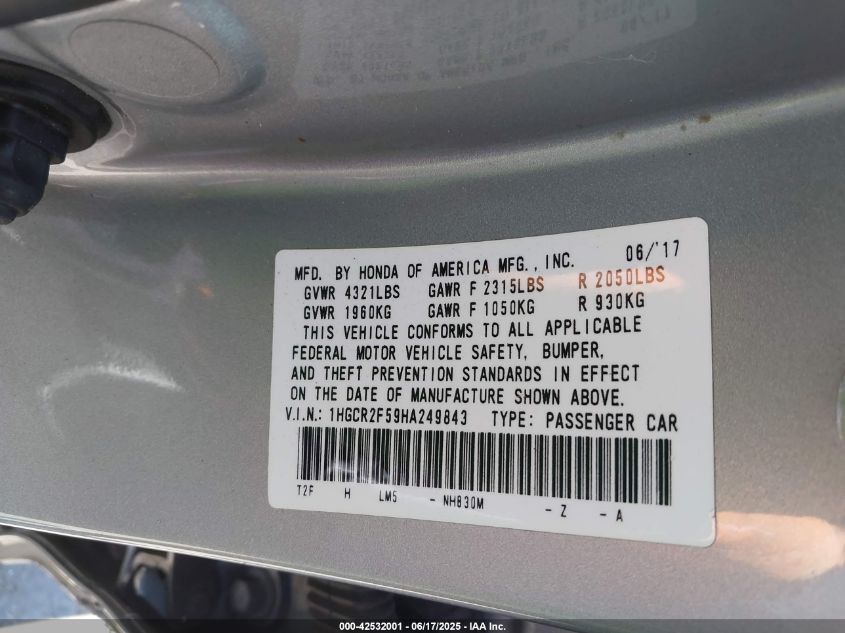 MFD. BY HONDA OF AMERICA MFG., INC. 06/'17
GVWR 4321LBS GAWR F 2315LBS R 2050LBS
GVWR 1960KG GAWR F 1050KG R 930KG
THIS VEHICLE CONFORMS TO ALL APPLICABLE
FEDERAL MOTOR VEHICLE SAFETY, BUMPER,
AND THEFT PREVENTION STANDARDS IN EFFECT
ON THE DATE OF MANUFACTURE SHOWN ABOVE.
V.I.N.: 1HGCR2F59HA249843 TYPE: PASSENGER CAR
T2F H LM5 - NH830M - Z - A
000-42532001 - 06/17/2025 - IAA Inc.